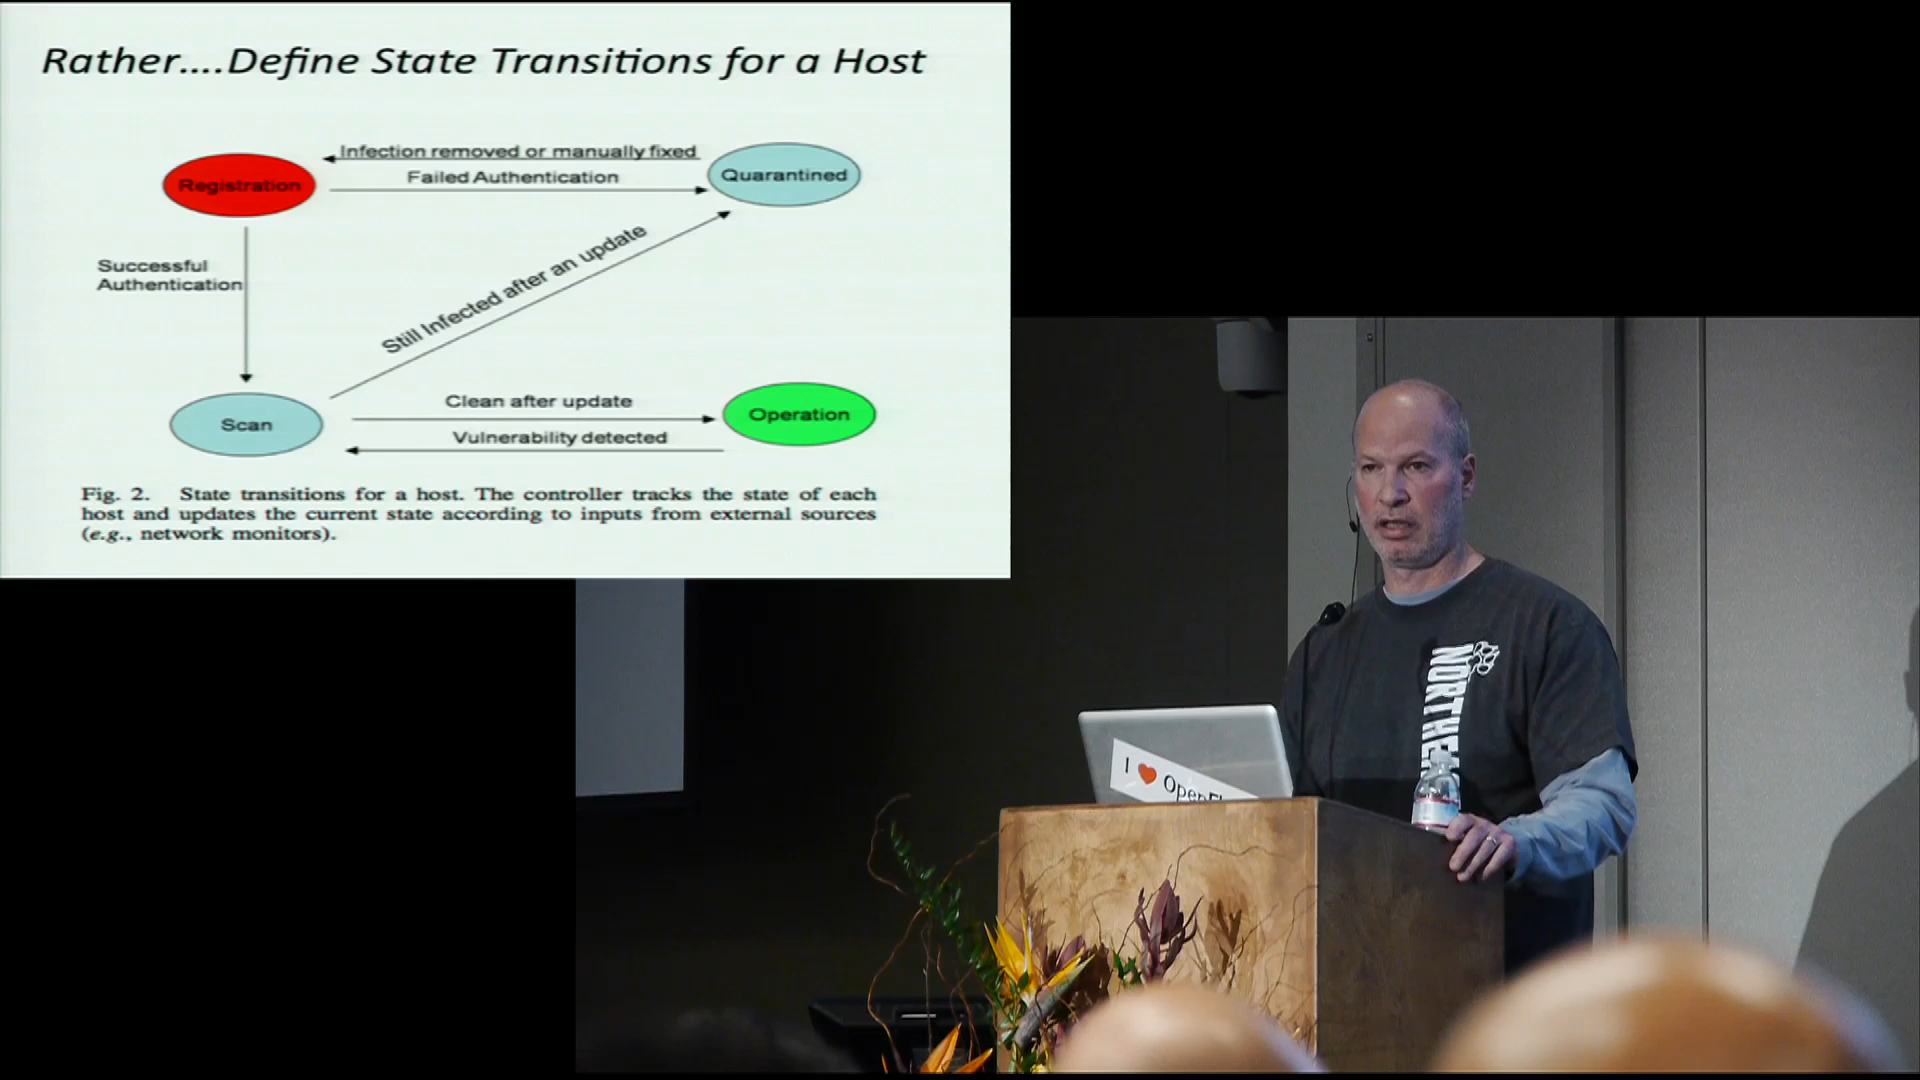 Rather....Define State Transitions for a Host
Infection removed or manually fixed
Registration
Failed Authentication
Quarantined
Successful
Authentication
Still Infected after an update
Scan
Clean after update
Operation
Vulnerability detected
Fig. 2. State transitions for a host. The controller tracks the state of each
host and updates the current state according to inputs from external sources
(e.g., network monitors).
NORTHE
I ❤ OpenFl